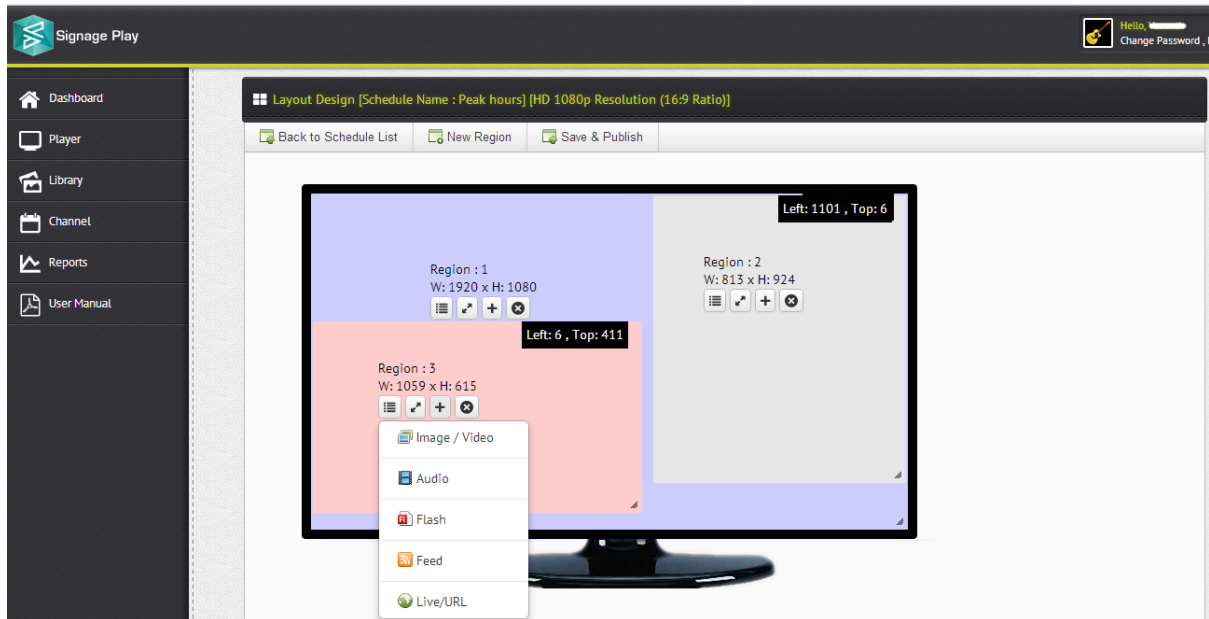 Signage Play
Hello,
Change Password ,
Dashboard
Player
Library
Channel
Reports
User Manual
Layout Design [Schedule Name : Peak hours] [HD 1080p Resolution (16:9 Ratio)]
Back to Schedule List
New Region
Save & Publish
Left: 1101 , Top: 6
Region : 1
W: 1920 x H: 1080
Region : 2
W: 813 x H: 924
Left: 6 , Top: 411
Region : 3
W: 1059 x H: 615
Image / Video
Audio
Flash
Feed
Live/URL